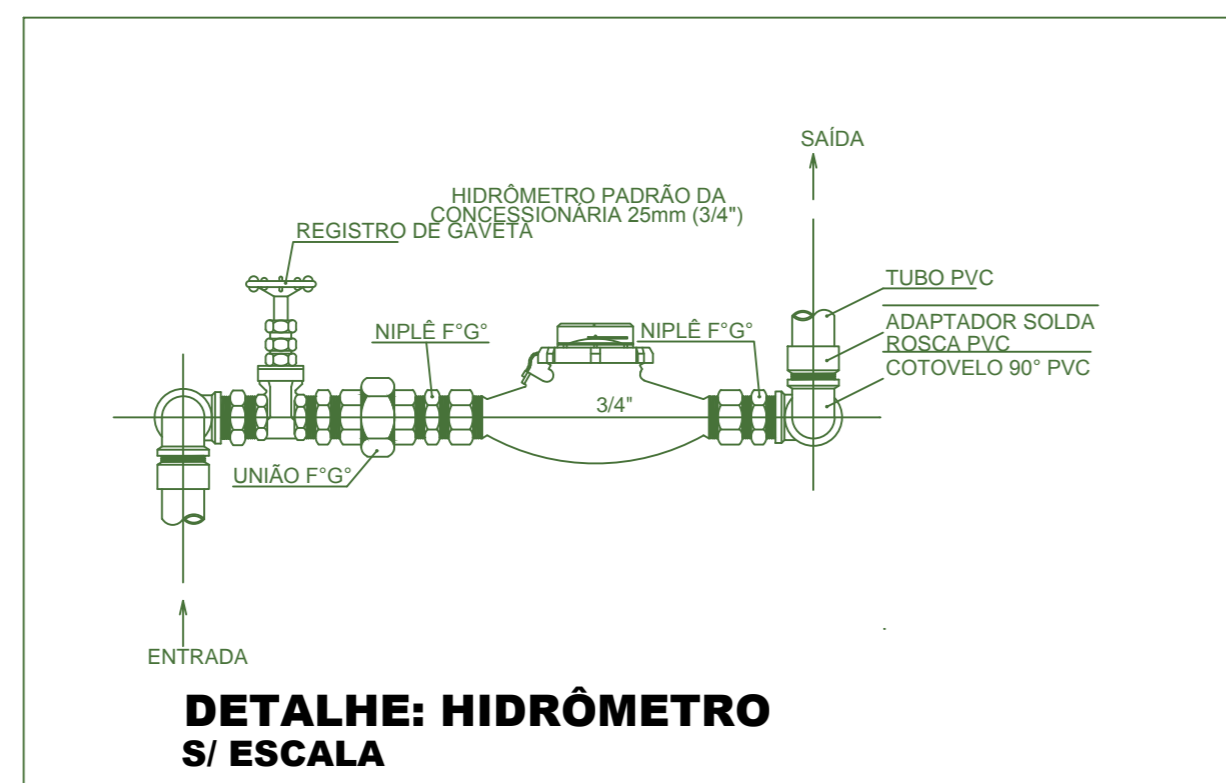 SAÍDA
HIDRÔMETRO PADRÃO DA
CONCESSIONÁRIA 25mm (3/4")
REGISTRO DE GAVETA
TUBO PVC
NIPLÊ F°G°
NIPLÊ F°G°
ADAPTADOR SOLDA
ROSCA PVC
COTOVELO 90° PVC
3/4"
UNIÃO F°G°
ENTRADA
DETALHE: HIDRÔMETRO
S/ ESCALA